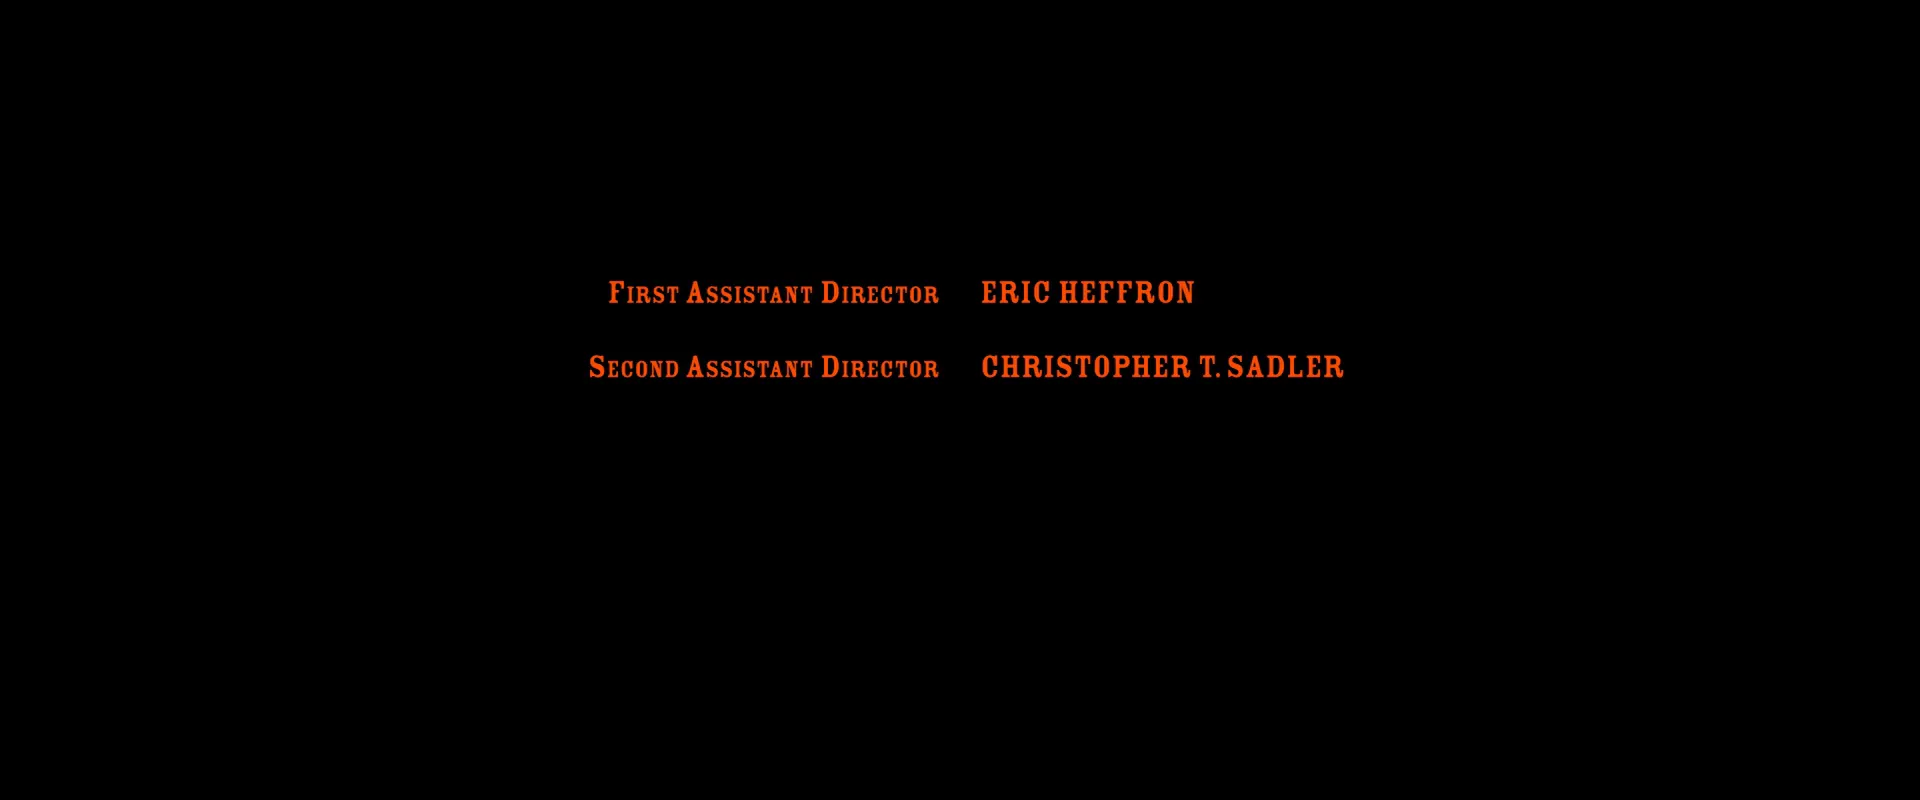 First Assistant Director ERIC HEFFRON
Second Assistant Director CHRISTOPHER T. SADLER